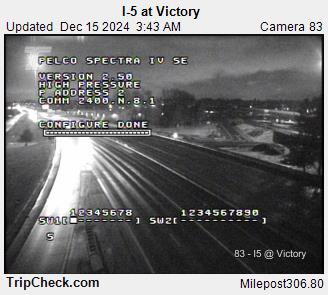 I-5 at Victory
Updated Dec 15 2024 3:43 AM Camera 83
PELCO SPECTRA IV SE
VERSION 2.50
HIGH PRESSURE
P ADDRESS 2
COMM 2400.N.8.1
CONFIGURE DONE
12345678 1234567890
SW1[ ] SW2[ ]
S
83 - I5 @ Victory
TripCheck.com Milepost306.80